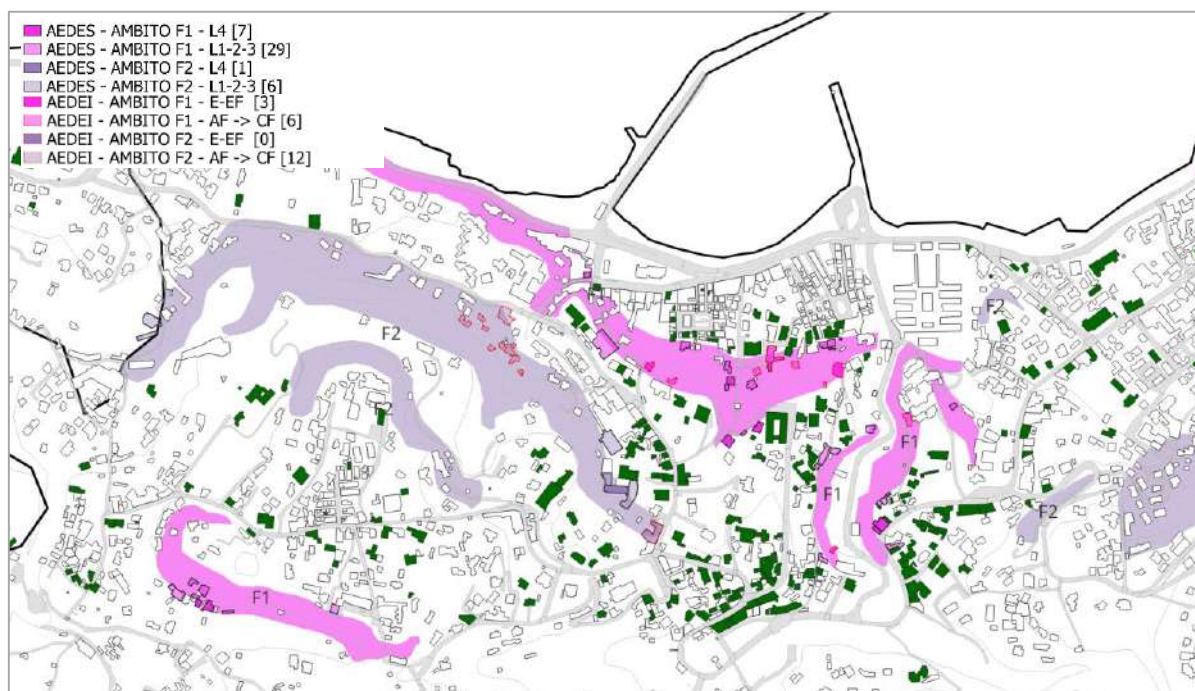 AEDES - AMBITO F1 - L4 [7]
AEDES - AMBITO F1 - L1-2-3 [29]
AEDES - AMBITO F2 - L4 [1]
AEDES - AMBITO F2 - L1-2-3 [6]
AEDEI - AMBITO F1 - E-EF [3]
AEDEI - AMBITO F1 - AF -> CF [6]
AEDEI - AMBITO F2 - E-EF [0]
AEDEI - AMBITO F2 - AF -> CF [12]
F2
F2
F2
F1
F1
F2
F1